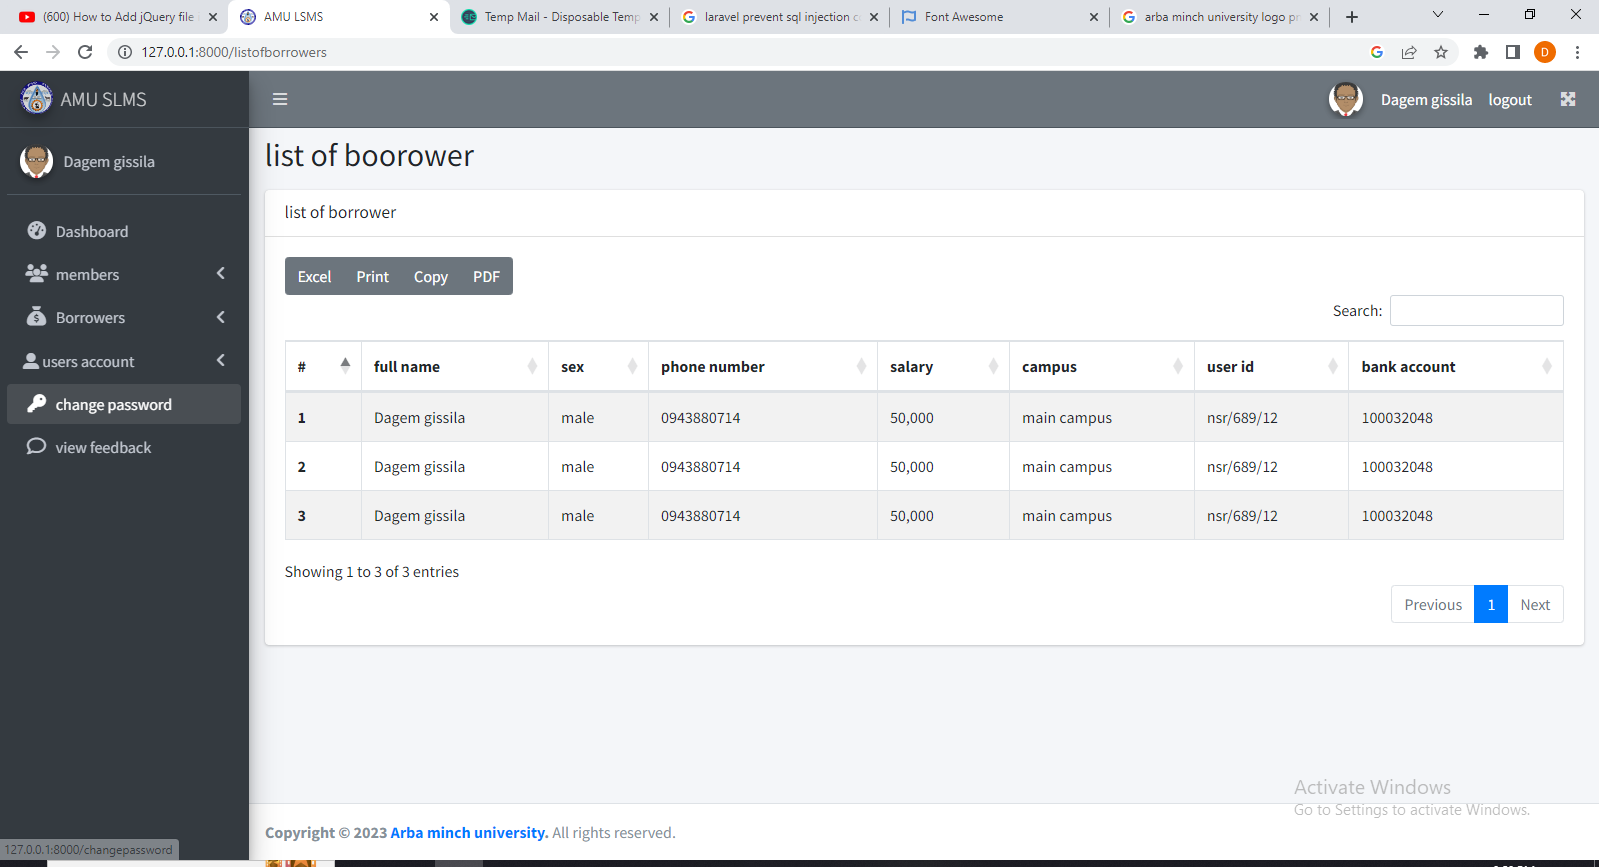 (600) How to Add jQuery file
AMU LSMS
Temp Mail - Disposable Temp
laravel prevent sql injection c
Font Awesome
arba minch university logo pr
127.0.0.1:8000/listofborrowers
D
AMU SLMS
Dagem gissila
logout
Dagem gissila
Dashboard
members
Borrowers
users account
change password
view feedback
list of boorower
list of borrower
Excel Print Copy PDF
Search:
# full name sex phone number salary campus user id bank account
1 Dagem gissila male 0943880714 50,000 main campus nsr/689/12 100032048
2 Dagem gissila male 0943880714 50,000 main campus nsr/689/12 100032048
3 Dagem gissila male 0943880714 50,000 main campus nsr/689/12 100032048
Showing 1 to 3 of 3 entries
Previous 1 Next
Activate Windows
Go to Settings to activate Windows.
Copyright © 2023 Arba minch university. All rights reserved.
127.0.0.1:8000/changepassword